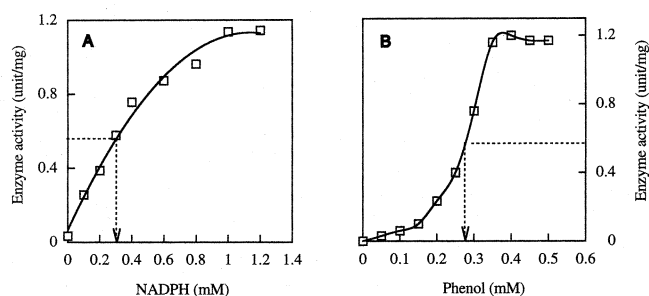 A
Enzyme activity (unit/mg)
1.2
0.8
0.4
0
0 0.2 0.4 0.6 0.8 1.0 1.2 1.4
NADPH (mM)
B
Enzyme activity (unit/mg)
1.2
0.8
0.4
0
0 0.1 0.2 0.3 0.4 0.5 0.6
Phenol (mM)